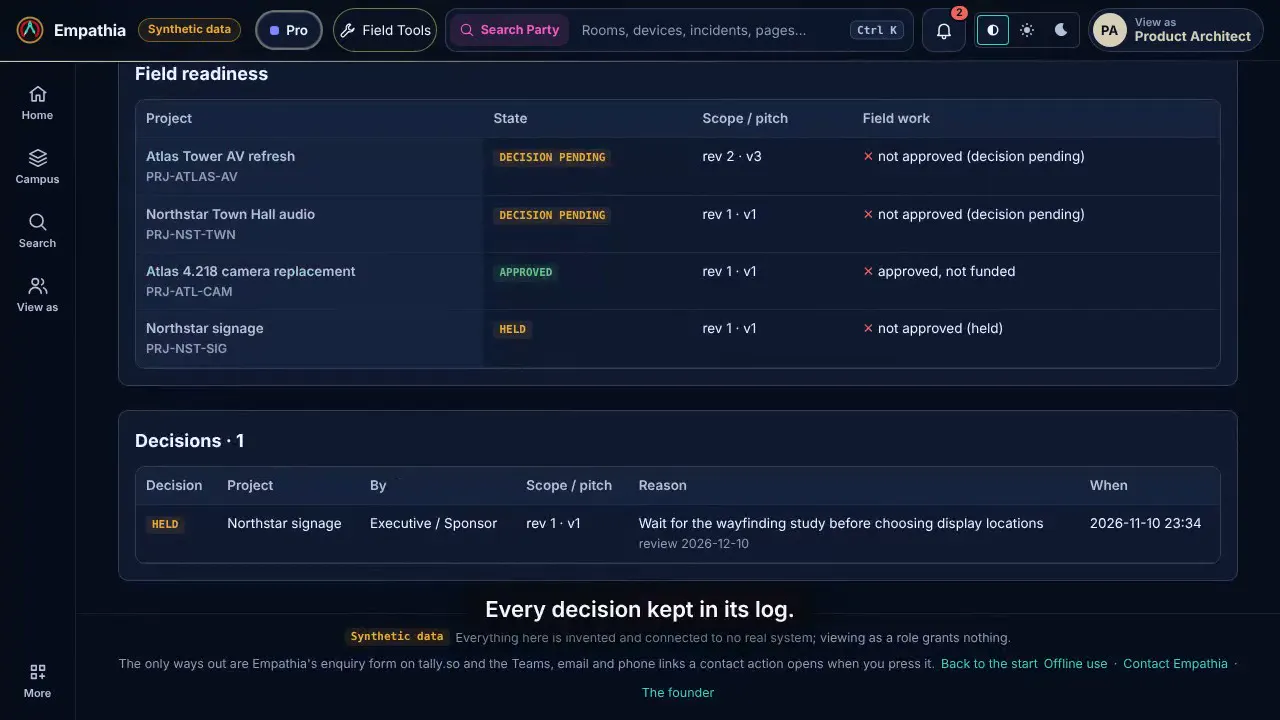 Empathia Synthetic data Pro Field Tools Search Party Rooms, devices, incidents, pages... Ctrl K 2 PA View as Product Architect
Home
Campus
Search
View as
More
Field readiness
Project State Scope / pitch Field work
Atlas Tower AV refresh DECISION PENDING rev 2 · v3 × not approved (decision pending)
PRJ-ATLAS-AV
Northstar Town Hall audio DECISION PENDING rev 1 · v1 × not approved (decision pending)
PRJ-NST-TWN
Atlas 4.218 camera replacement APPROVED rev 1 · v1 × approved, not funded
PRJ-ATL-CAM
Northstar signage HELD rev 1 · v1 × not approved (held)
PRJ-NST-SIG
Decisions · 1
Decision Project By Scope / pitch Reason When
HELD Northstar signage Executive / Sponsor rev 1 · v1 Wait for the wayfinding study before choosing display locations 2026-11-10 23:34
review 2026-12-10
Every decision kept in its log.
Synthetic data Everything here is invented and connected to no real system; viewing as a role grants nothing.
The only ways out are Empathia's enquiry form on tally.so and the Teams, email and phone links a contact action opens when you press it. Back to the start Offline use · Contact Empathia ·
The founder